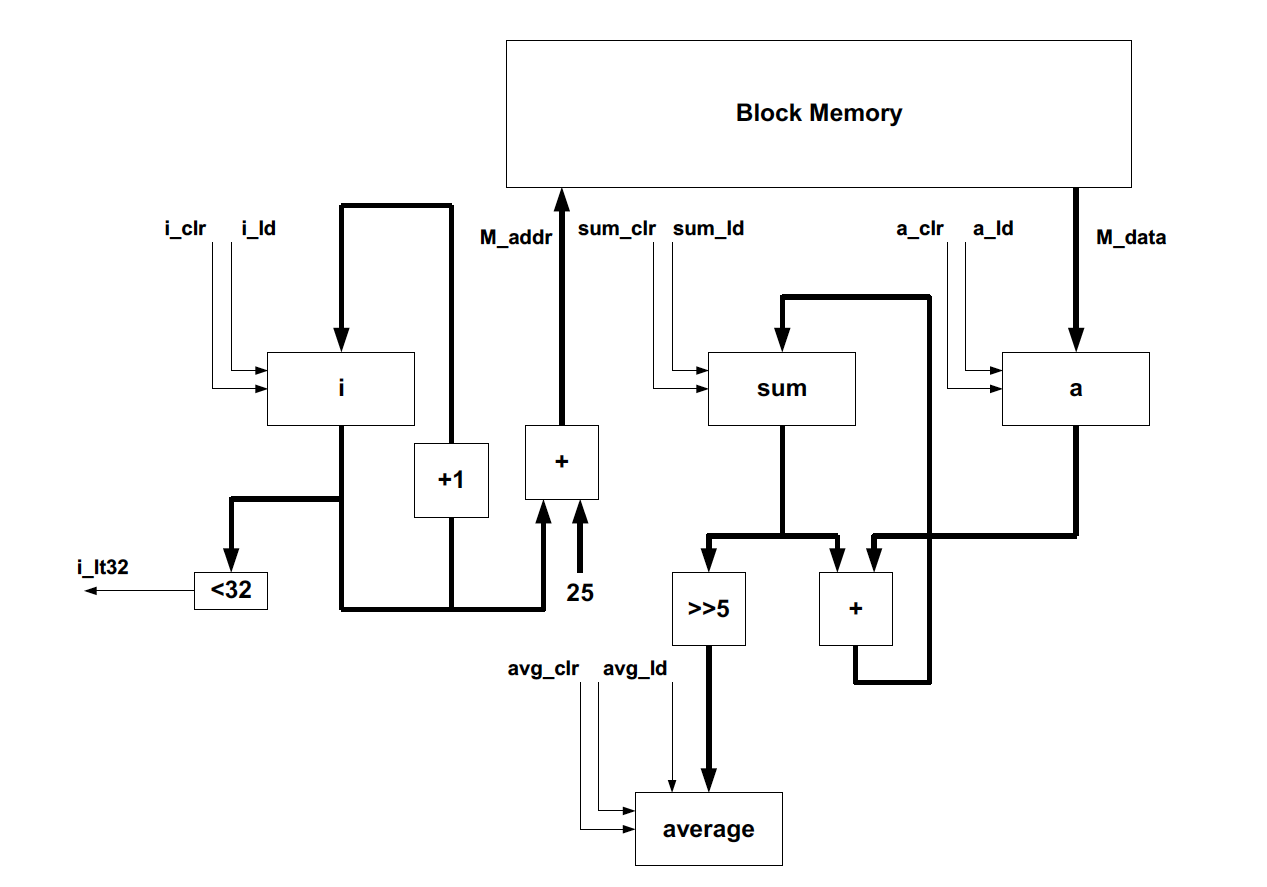 Block Memory
i_clr
i_ld
M_addr
sum_clr
sum_ld
a_clr
a_ld
M_data
i
sum
a
+1
+
i_lt32
<32
25
>>5
+
avg_clr
avg_ld
average